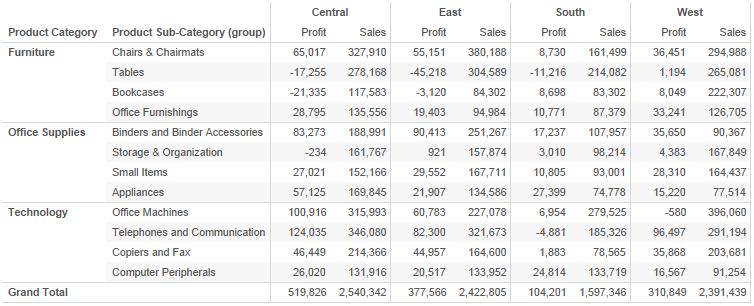 Central East South West
Product Category Product Sub-Category (group) Profit Sales Profit Sales Profit Sales Profit Sales
Furniture Chairs & Chairmats 65,017 327,910 55,151 380,188 8,730 161,499 36,451 294,988
Tables -17,255 278,168 -45,218 304,589 -11,216 214,082 1,194 265,081
Bookcases -21,335 117,583 -3,120 84,302 8,698 83,302 8,049 222,307
Office Furnishings 28,795 135,556 19,403 94,984 10,771 87,379 33,241 126,705
Office Supplies Binders and Binder Accessories 83,273 188,991 90,413 251,267 17,237 107,957 35,650 90,367
Storage & Organization -234 161,767 921 157,874 3,010 98,214 4,383 167,849
Small Items 27,021 152,166 29,552 167,711 10,805 93,001 28,310 164,437
Appliances 57,125 169,845 21,907 134,586 27,399 74,778 15,220 77,514
Technology Office Machines 100,916 315,993 60,783 227,078 6,954 279,525 -580 396,060
Telephones and Communication 124,035 346,080 82,300 321,673 -4,881 185,326 96,497 291,194
Copiers and Fax 46,449 214,366 44,957 164,600 1,883 78,565 35,868 203,681
Computer Peripherals 26,020 131,916 20,517 133,952 24,814 133,719 16,567 91,254
Grand Total 519,826 2,540,342 377,566 2,422,805 104,201 1,597,346 310,849 2,391,439